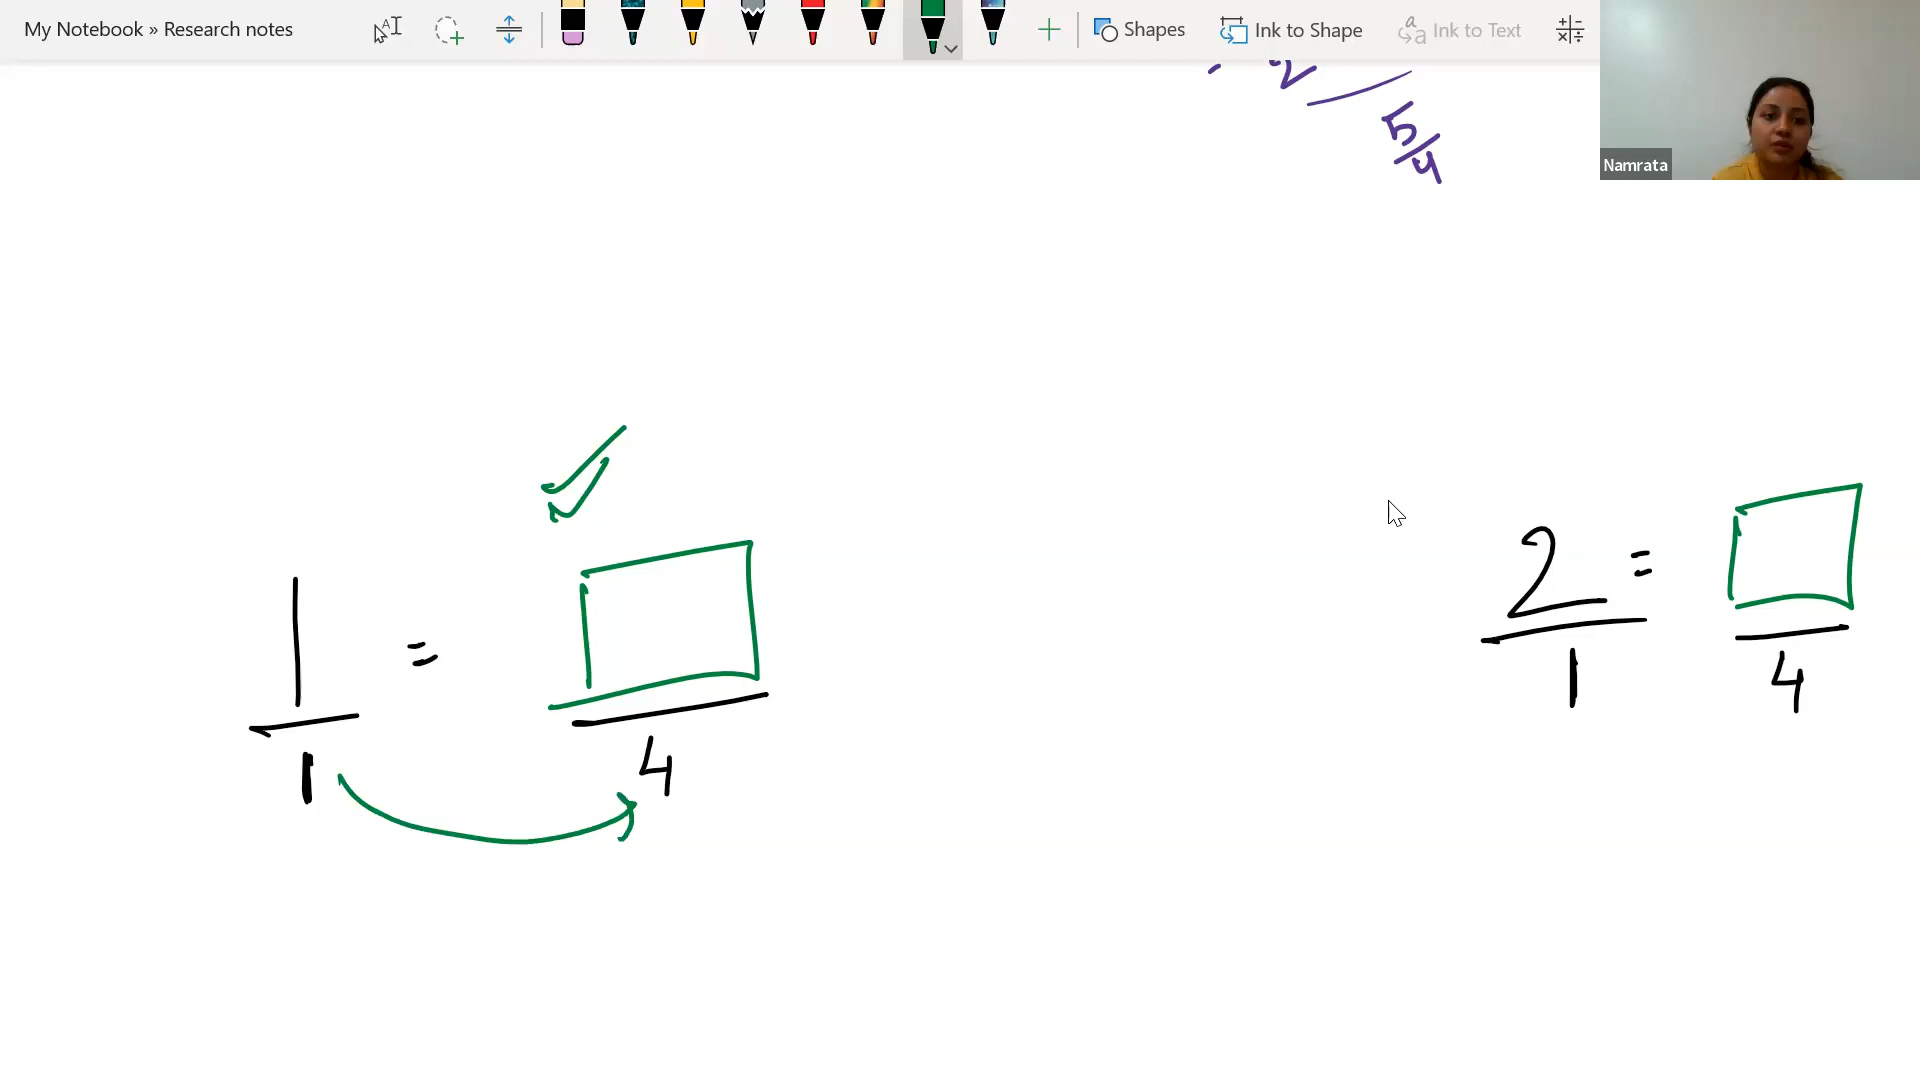 My Notebook » Research notes
Shapes
Ink to Shape
Ink to Text
Namrata
2
5/4
1/1 = □/4
2/1 = □/4